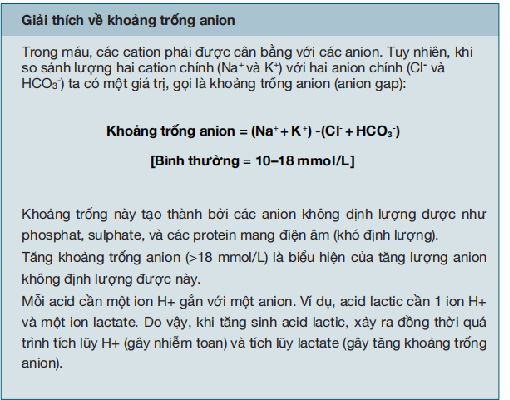 Giải thích về khoảng trống anion
Trong máu, các cation phải được cân bằng với các anion. Tuy nhiên, khi
so sánh lượng hai cation chính (Na⁺ và K⁺) với hai anion chính (Cl⁻ và
HCO₃⁻) ta có một giá trị, gọi là khoảng trống anion (anion gap):
Khoảng trống anion = (Na⁺ + K⁺) -(Cl⁻ + HCO₃⁻)
[Bình thường = 10–18 mmol/L]
Khoảng trống này tạo thành bởi các anion không định lượng được như
phosphat, sulphate, và các protein mang điện âm (khó định lượng).
Tăng khoảng trống anion (>18 mmol/L) là biểu hiện của tăng lượng anion
không định lượng được này.
Mỗi acid cần một ion H+ gắn với một anion. Ví dụ, acid lactic cần 1 ion H+
và một ion lactate. Do vậy, khi tăng sinh acid lactic, xảy ra đồng thời quá
trình tích lũy H+ (gây nhiễm toan) và tích lũy lactate (gây tăng khoảng trống
anion).